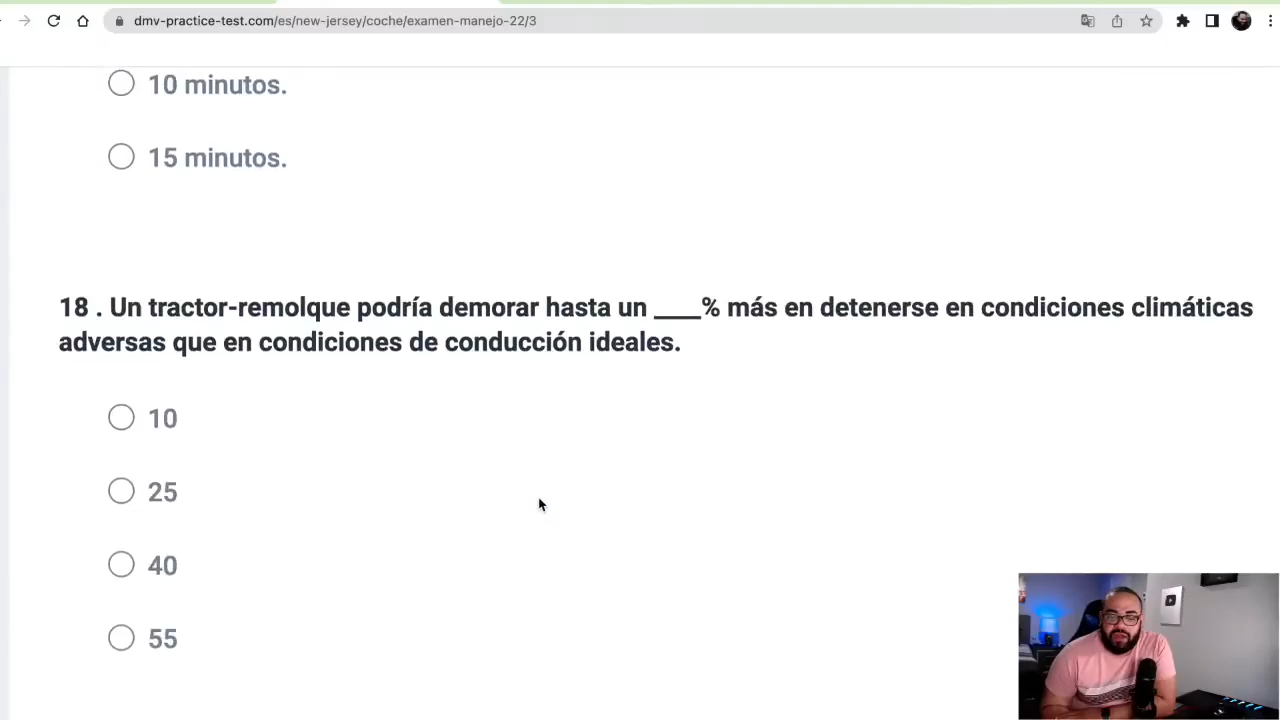 dmv-practice-test.com/es/new-jersey/coche/examen-manejo-22/3
10 minutos.
15 minutos.
18 . Un tractor-remolque podría demorar hasta un ____% más en detenerse en condiciones climáticas
adversas que en condiciones de conducción ideales.
10
25
40
55